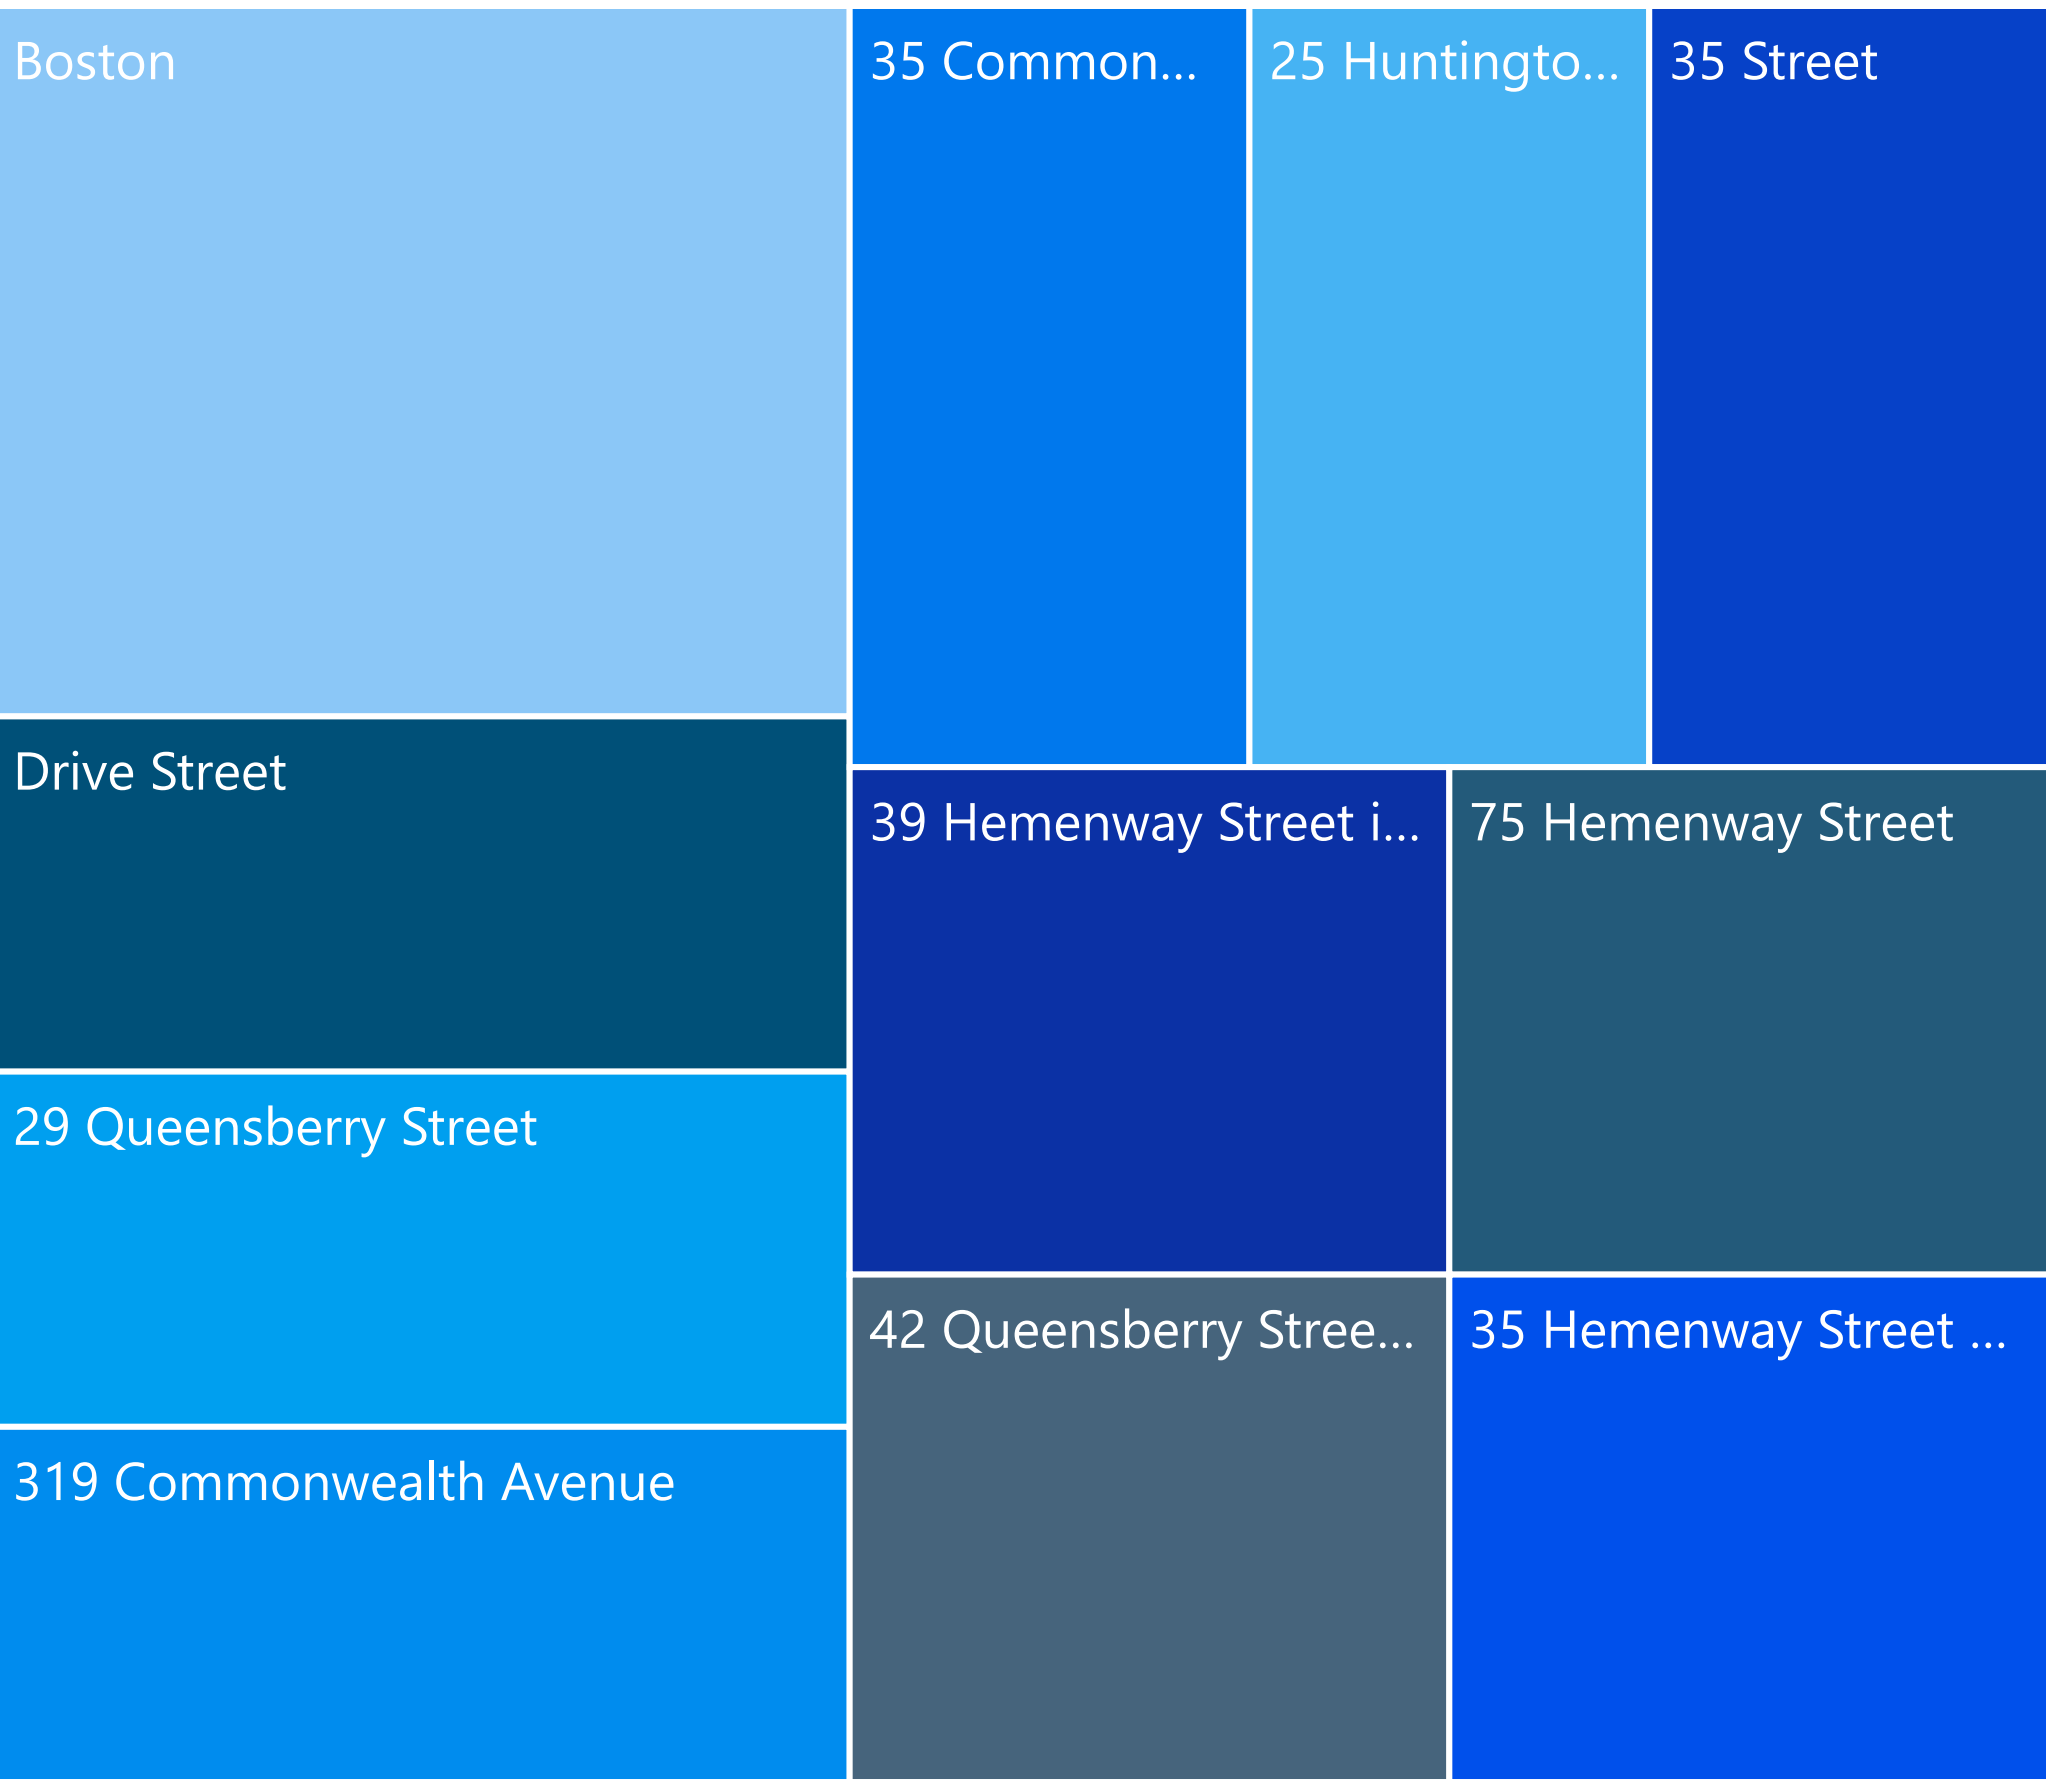 Boston
35 Common...
25 Huntingto...
35 Street
Drive Street
39 Hemenway Street i...
75 Hemenway Street
29 Queensberry Street
42 Queensberry Stree...
35 Hemenway Street ...
319 Commonwealth Avenue